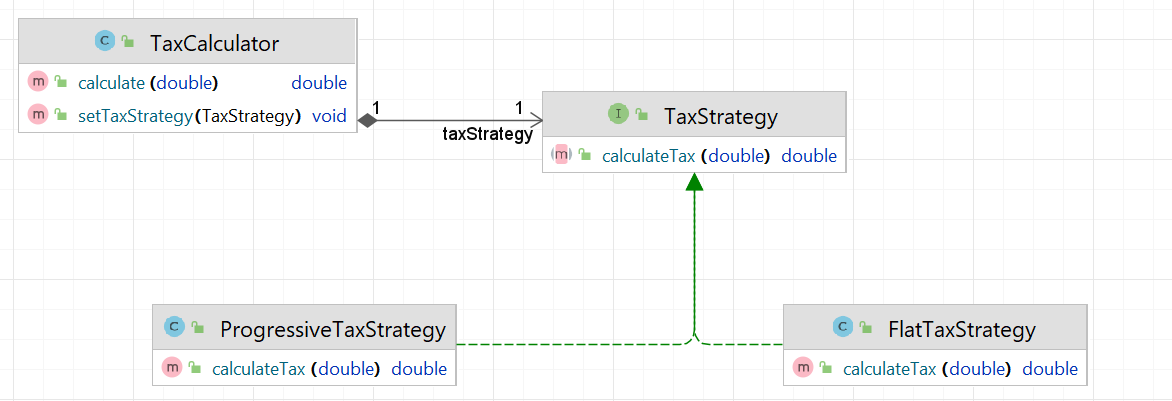 C TaxCalculator
m calculate (double) double
m setTaxStrategy(TaxStrategy) void
1 1
taxStrategy
I TaxStrategy
(m) calculateTax (double) double
C ProgressiveTaxStrategy
m calculateTax (double) double
C FlatTaxStrategy
m calculateTax (double) double